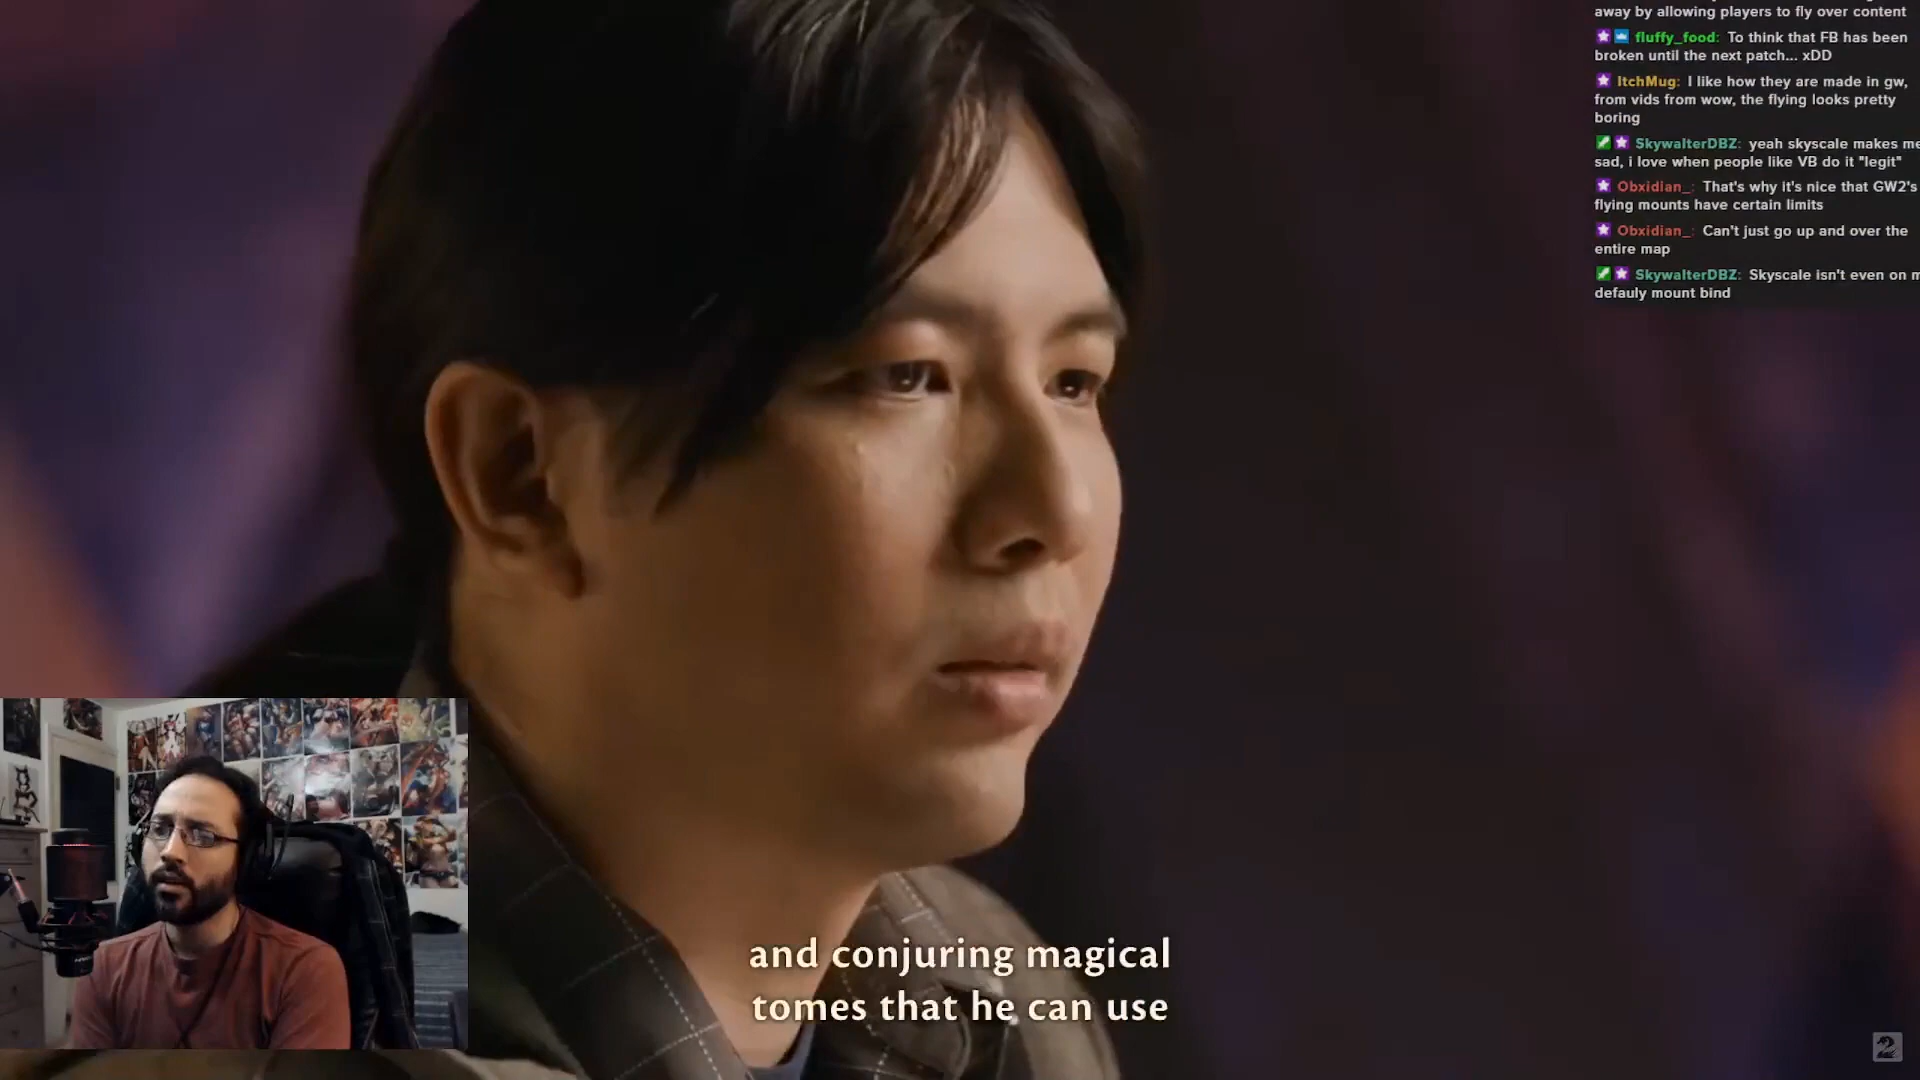 away by allowing players to fly over content
fluffy_food: To think that FB has been
broken until the next patch... xDD
ItchMug: I like how they are made in gw,
from vids from wow, the flying looks pretty
boring
SkywalterDBZ: yeah skyscale makes me
sad, i love when people like VB do it "legit"
Obxidian_: That's why it's nice that GW2's
flying mounts have certain limits
Obxidian_: Can't just go up and over the
entire map
SkywalterDBZ: Skyscale isn't even on m
defauly mount bind
and conjuring magical
tomes that he can use
2